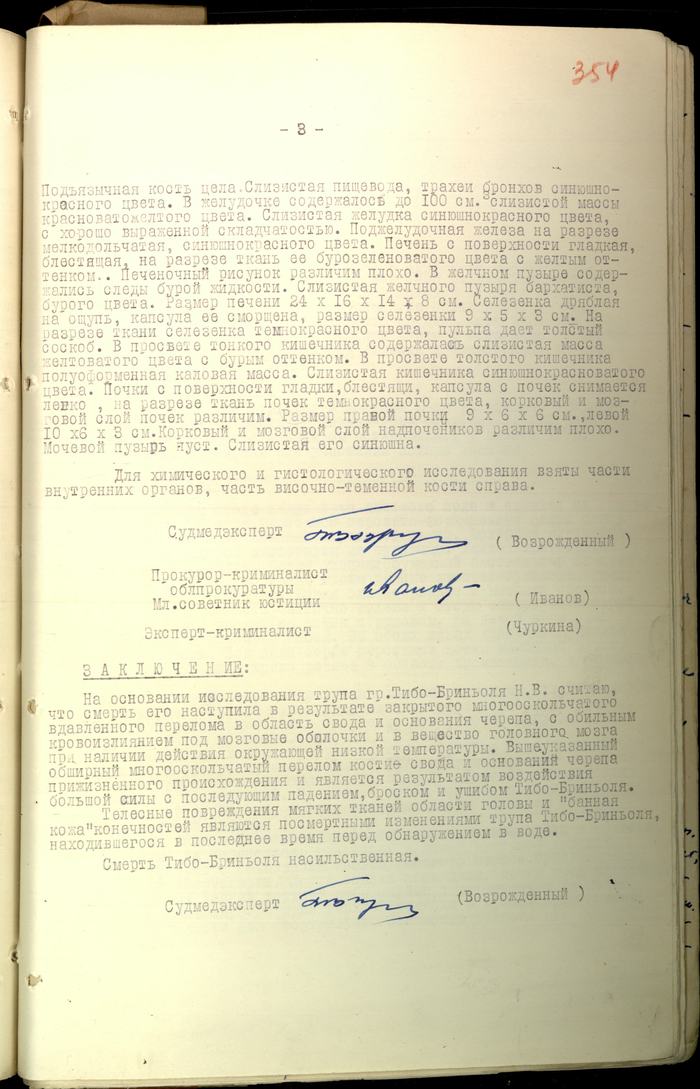 354
- 3 -
Подъязычная кость цела.Слизистая пищевода, трахеи бронхов синюшно-
красного цвета. В желудочке содержалось до 100 см. слизистой массы
красноватожелтого цвета. Слизистая желудка синюшнокрасного цвета,
с хорошо выраженной складчатостью. Поджелудочная железа на разрезе
мелкодольчатая, синюшнокрасного цвета. Печень с поверхности гладкая,
блестящая, на разрезе ткань ее бурозеленоватого цвета с желтым от-
тенком.. Печеночный рисунок различим плохо. В желчном пузыре содер-
жались следы бурой жидкости. Слизистая желчного пузыря бархатиста,
бурого цвета. Размер печени 24 х 16 х 14 х 8 см. Селезенка дряблая
на ощупь, капсула ее сморщена, размер селезенки 9 х 5 х 3 см. На
разрезе ткани селезенка темнокрасного цвета, пульпа дает толстый
соскоб. В просвете тонкого кишечника содержалась слизистая масса
желтоватого цвета с бурым оттенком. В просвете толстого кишечника
полуоформенная каловая масса. Слизистая кишечника синюшнокрасноватого
цвета. Почки с поверхности гладки,блестящи, капсула с почек снимается
легко , на разрезе ткань почек темнокрасного цвета, корковый и моз-
говой слой почек различим. Размер правой почки 9 х 6 х 6 см.,левой
10 х6 х 3 см.Корковый и мозговой слой надпочеников различим плохо.
Мочевой пузырь пуст. Слизистая его синюшна.
Для химического и гистологического исследования взяты части
внутренних органов, часть височно-теменной кости справа.
Судмедэксперт ( Возрожденный )
Прокурор-криминалист
облпрокуратуры
Мл.советник юстиции Иванов ( Иванов)
Эксперт-криминалист (Чуркина)
З А К Л Ю Ч Е Н И Е:
На основании исследования трупа гр.Тибо-Бриньоля Н.В. считаю,
что смерть его наступила в результате закрытого многооскольчатого
вдавленного перелома в область свода и основания черепа, с обильным
кровоизлиянием под мозговые оболочки и в вещество головного мозга
при наличии действия окружающей низкой температуры. Вышеуказанный
обширный многооскольчатый перелом костие свода и оснований черепа
прижизненного происхождения и является результатом воздействия
большой силы с последующим падением,броском и ушибом Тибо-Бриньоля.
Телесные повреждения мягких тканей области головы и "банная
кожа"конечностей являются посмертными изменениями трупа Тибо-Бриньоля,
находившегося в последнее время перед обнаружением в воде.
Смерть Тибо-Бриньоля насильственная.
Судмедэксперт (Возрожденный )